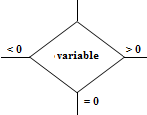 < 0
> 0
variable
= 0